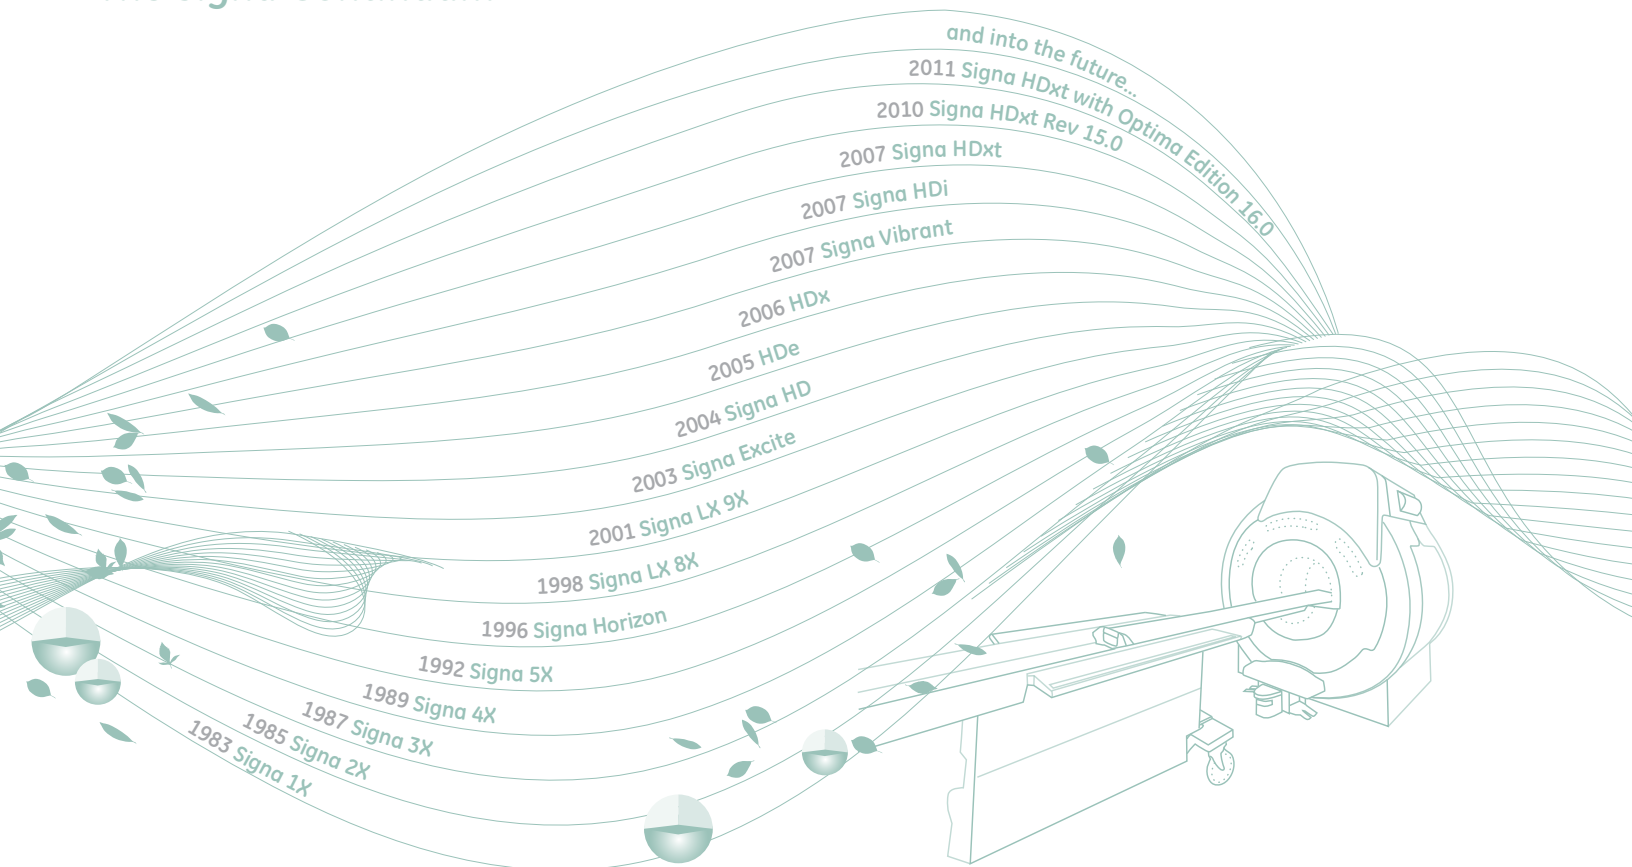 and into the future...
2011 Signa HDxt with Optima Edition 16.0
2010 Signa HDxt Rev 15.0
2007 Signa HDxt
2007 Signa HDi
2007 Signa Vibrant
2006 HDx
2005 HDe
2004 Signa HD
2003 Signa Excite
2001 Signa LX 9X
1998 Signa LX 8X
1996 Signa Horizon
1992 Signa 5X
1989 Signa 4X
1987 Signa 3X
1985 Signa 2X
1983 Signa 1X